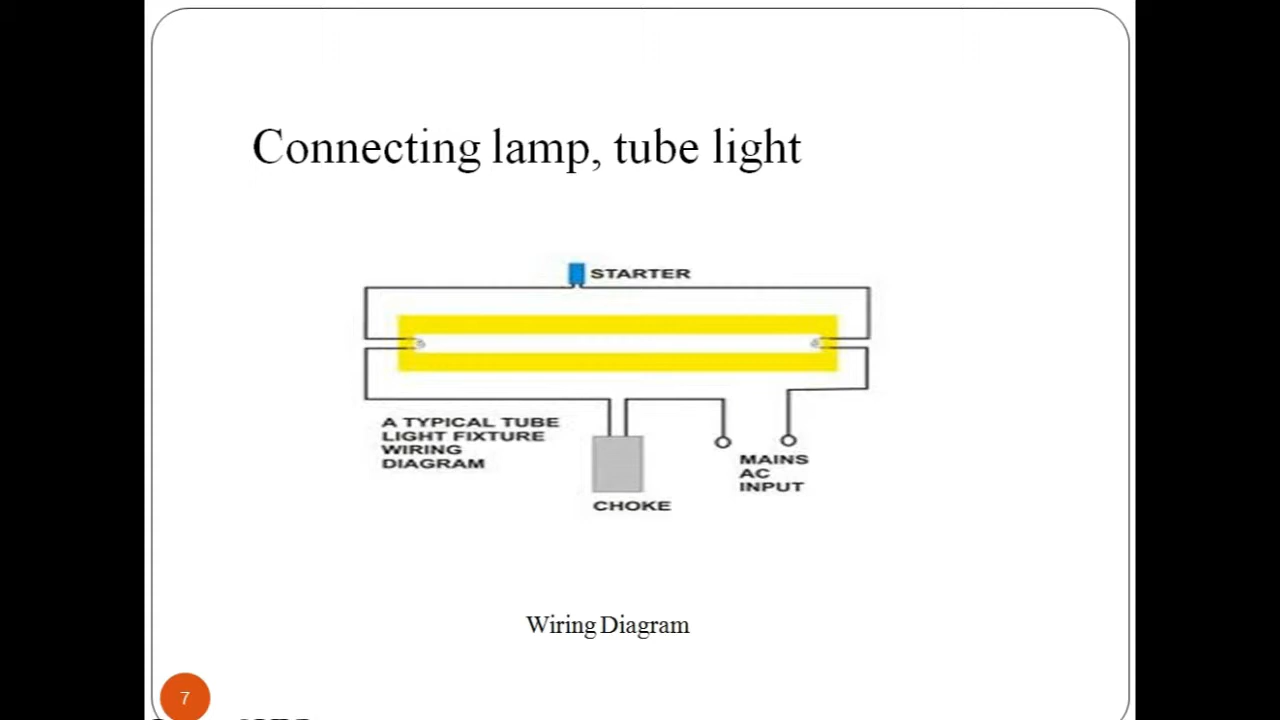 Connecting lamp, tube light
STARTER
A TYPICAL TUBE
LIGHT FIXTURE
WIRING
DIAGRAM
CHOKE
MAINS
AC
INPUT
Wiring Diagram
7